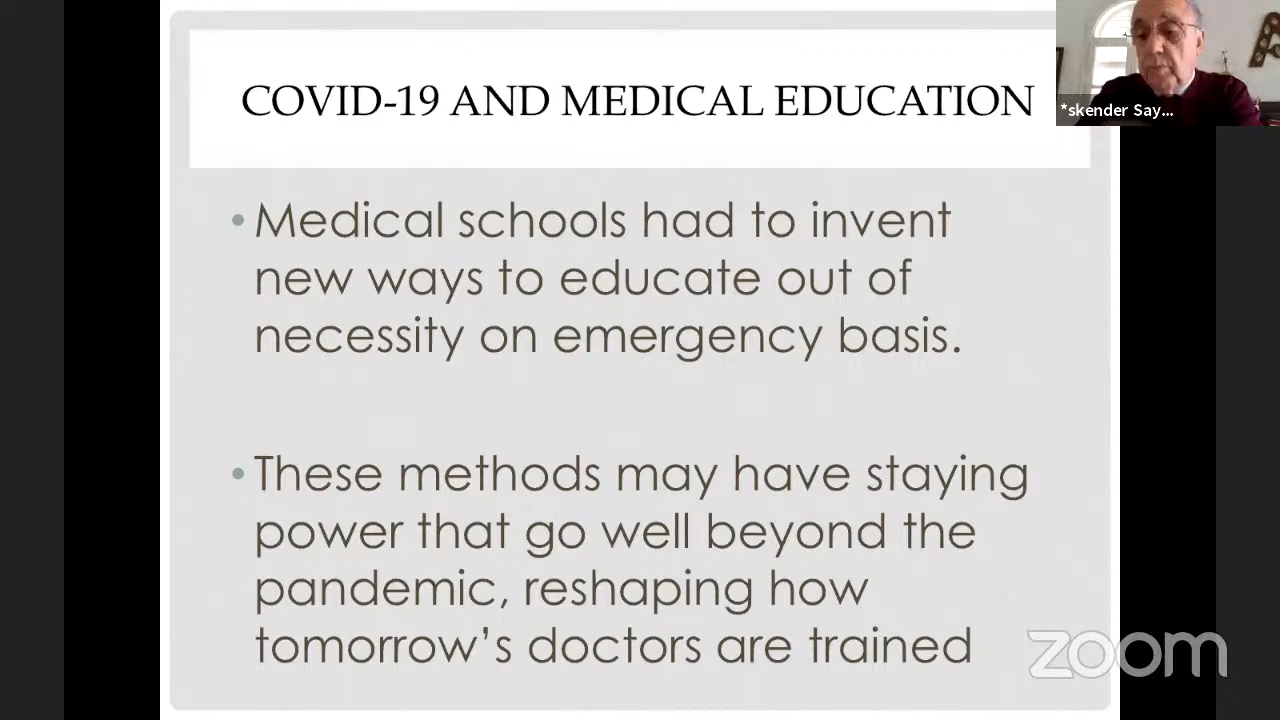 COVID-19 AND MEDICAL EDUCATION
*skender Say...
• Medical schools had to invent
new ways to educate out of
necessity on emergency basis.
• These methods may have staying
power that go well beyond the
pandemic, reshaping how
tomorrow's doctors are trained
zoom
A